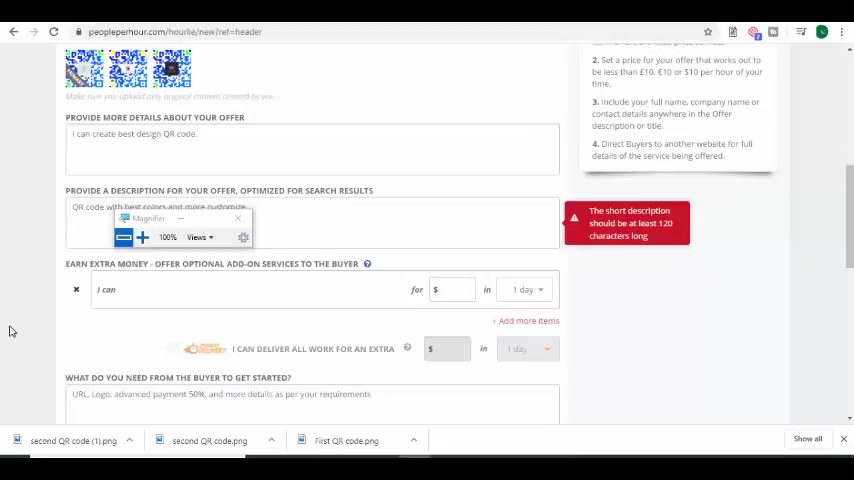 peopleperhour.com/hourlie/new?ref=header
Make sure you upload only original content (created by you.
2. Set a price for your offer that works out to
be less than £10, €10 or $10 per hour of your
time.
3. Include your full name, company name or
contact details anywhere in the Offer
description or title.
4. Direct Buyers to another website for full
details of the service being offered.
PROVIDE MORE DETAILS ABOUT YOUR OFFER
I can create best design QR code.
PROVIDE A DESCRIPTION FOR YOUR OFFER, OPTIMIZED FOR SEARCH RESULTS
QR code with best colors and more customize.
The short description
should be at least 120
characters long
Magnifier
100% Views
EARN EXTRA MONEY - OFFER OPTIONAL ADD-ON SERVICES TO THE BUYER ?
I can for $ in 1 day
+ Add more items
DELIVERY I CAN DELIVER ALL WORK FOR AN EXTRA ? $ in 1 day
WHAT DO YOU NEED FROM THE BUYER TO GET STARTED?
URL, Logo, advanced payment 50%, and more details as per your requirements
second QR code (1).png second QR code.png First QR code.png Show all